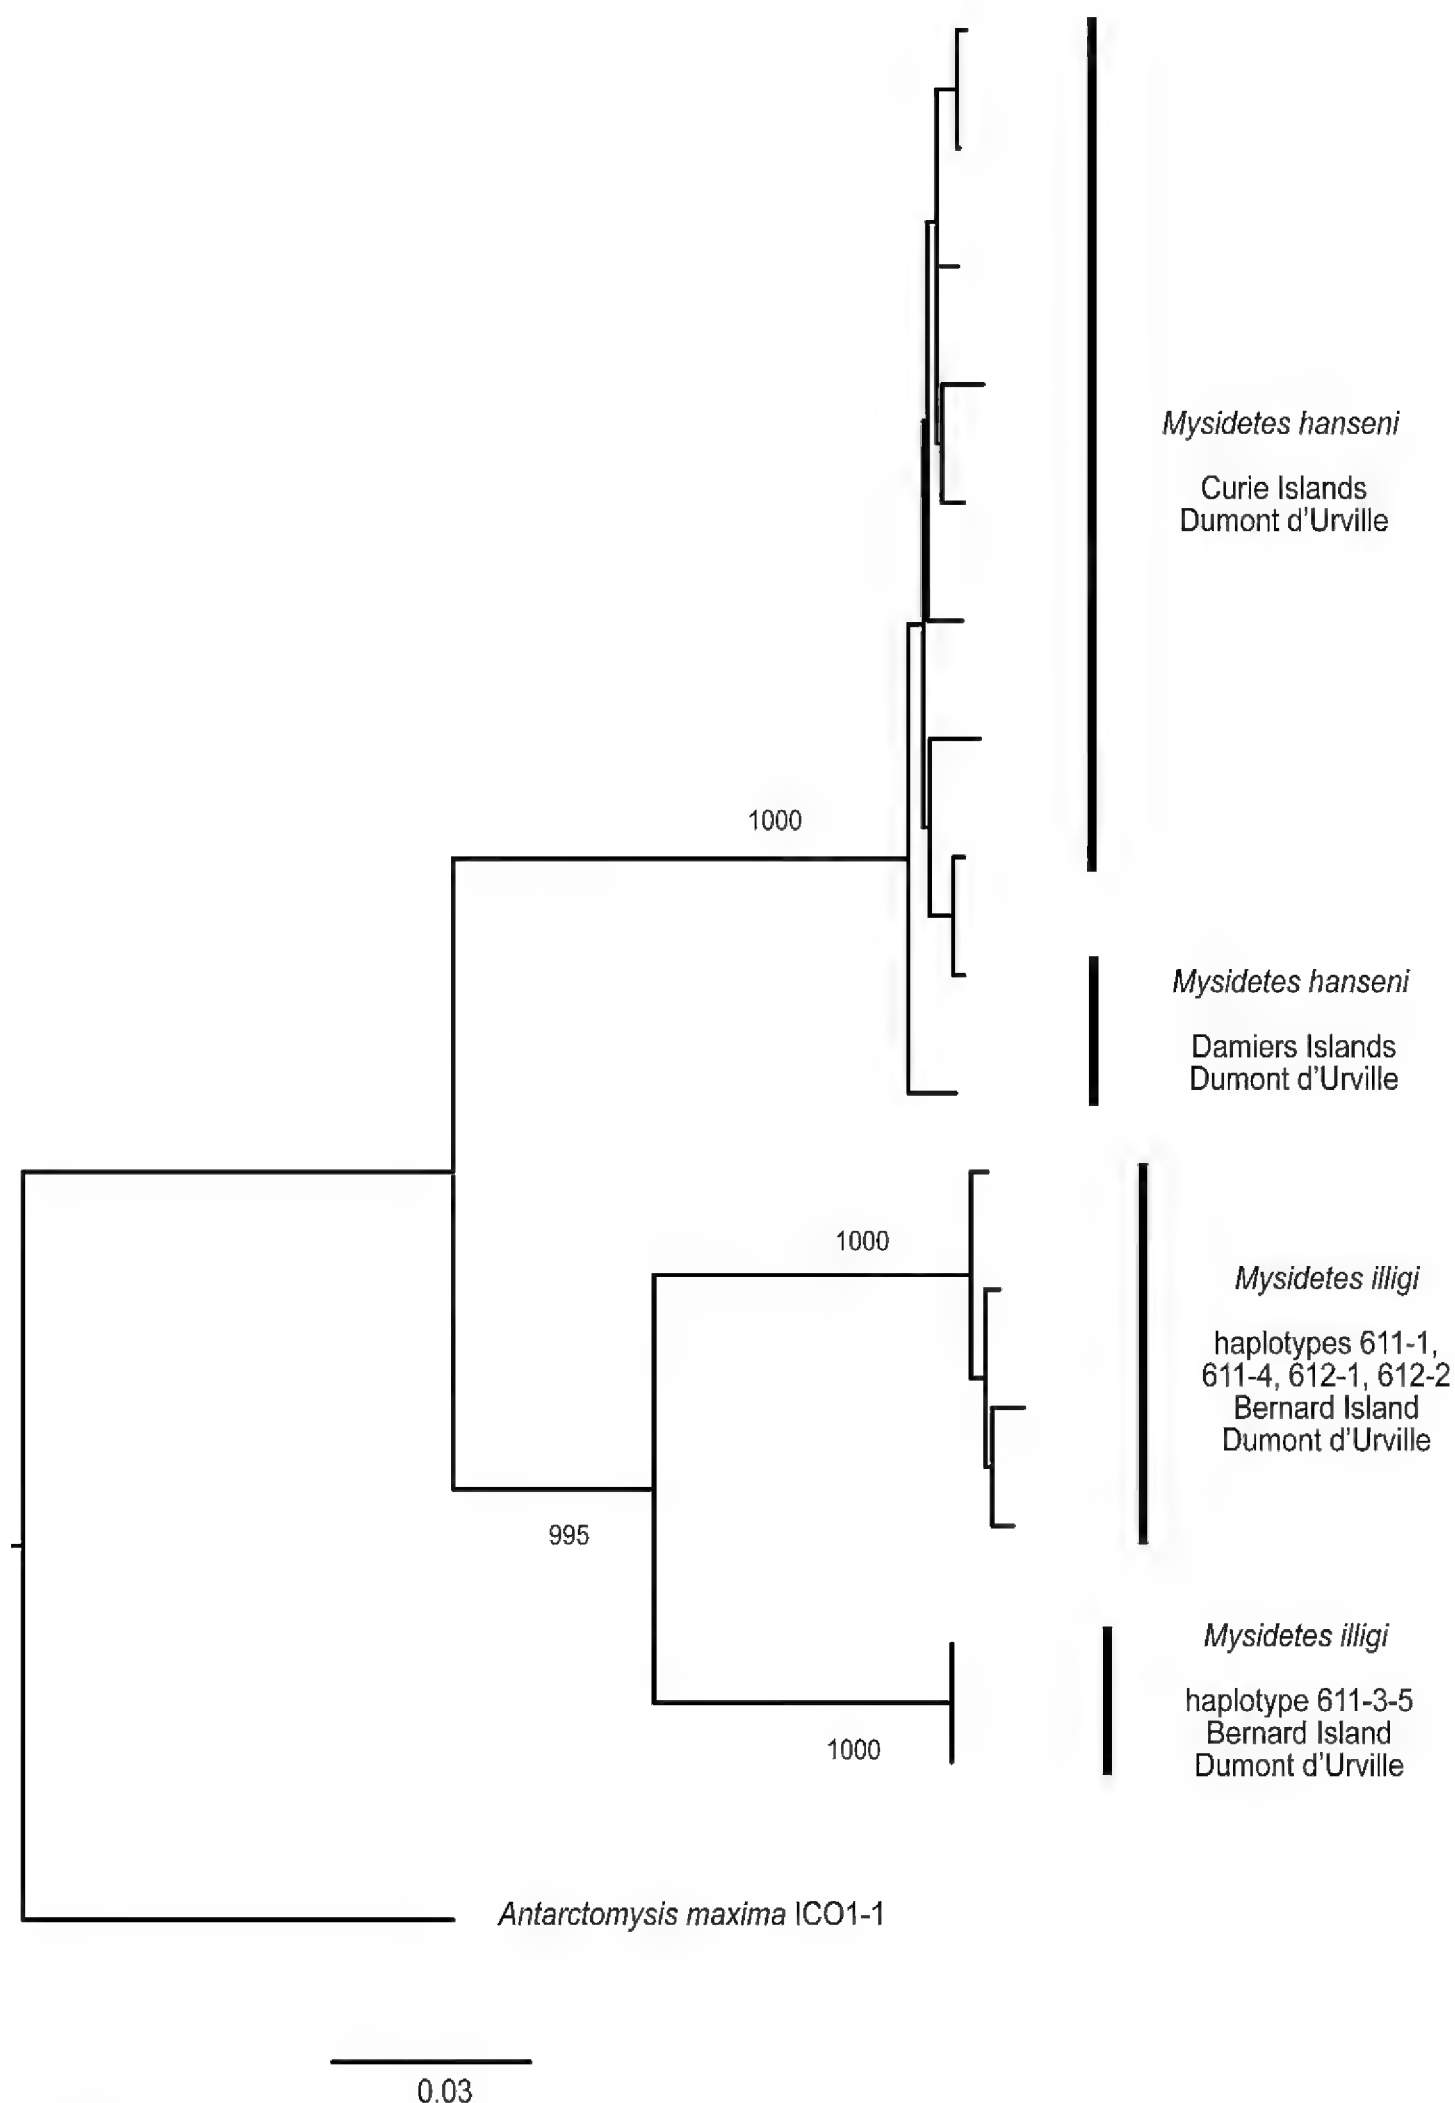 Mysidetes hanseni
Curie Islands
Dumont d'Urville
1000
Mysidetes hanseni
Damiers Islands
Dumont d'Urville
1000
Mysidetes illigi
haplotypes 611-1,
611-4, 612-1, 612-2
Bernard Island
Dumont d'Urville
995
Mysidetes illigi
haplotype 611-3-5
Bernard Island
Dumont d'Urville
1000
Antarctomysis maxima ICO1-1
0.03